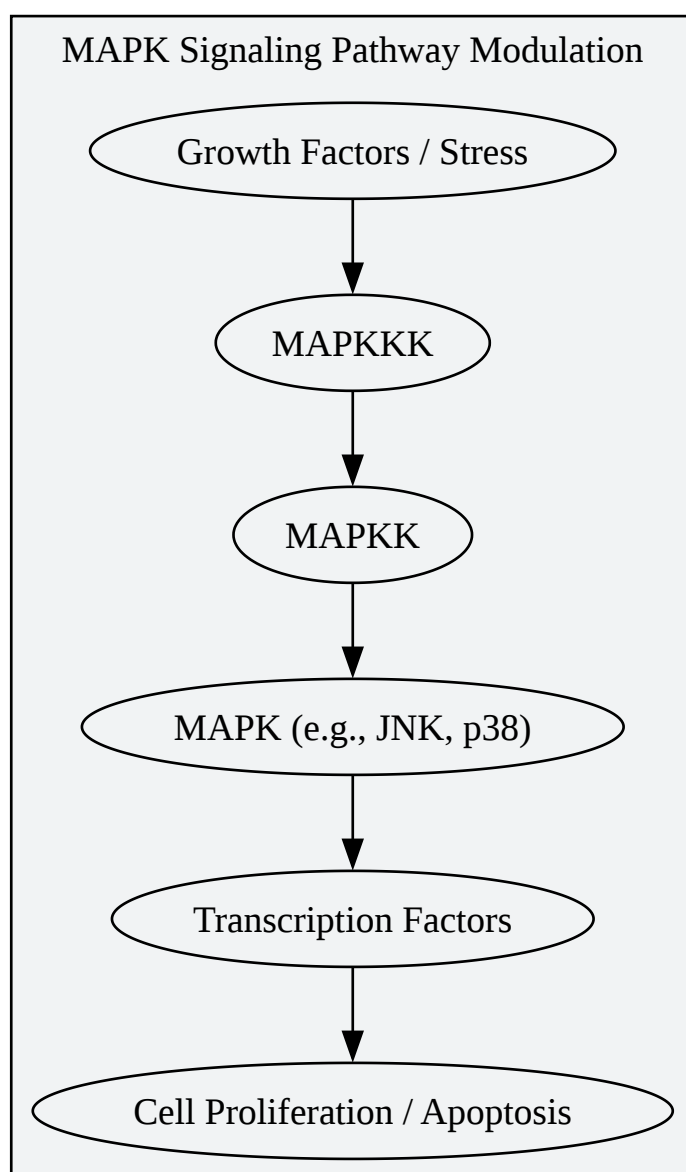 MAPK Signaling Pathway Modulation
Growth Factors / Stress
MAPKKK
MAPKK
MAPK (e.g., JNK, p38)
Transcription Factors
Cell Proliferation / Apoptosis